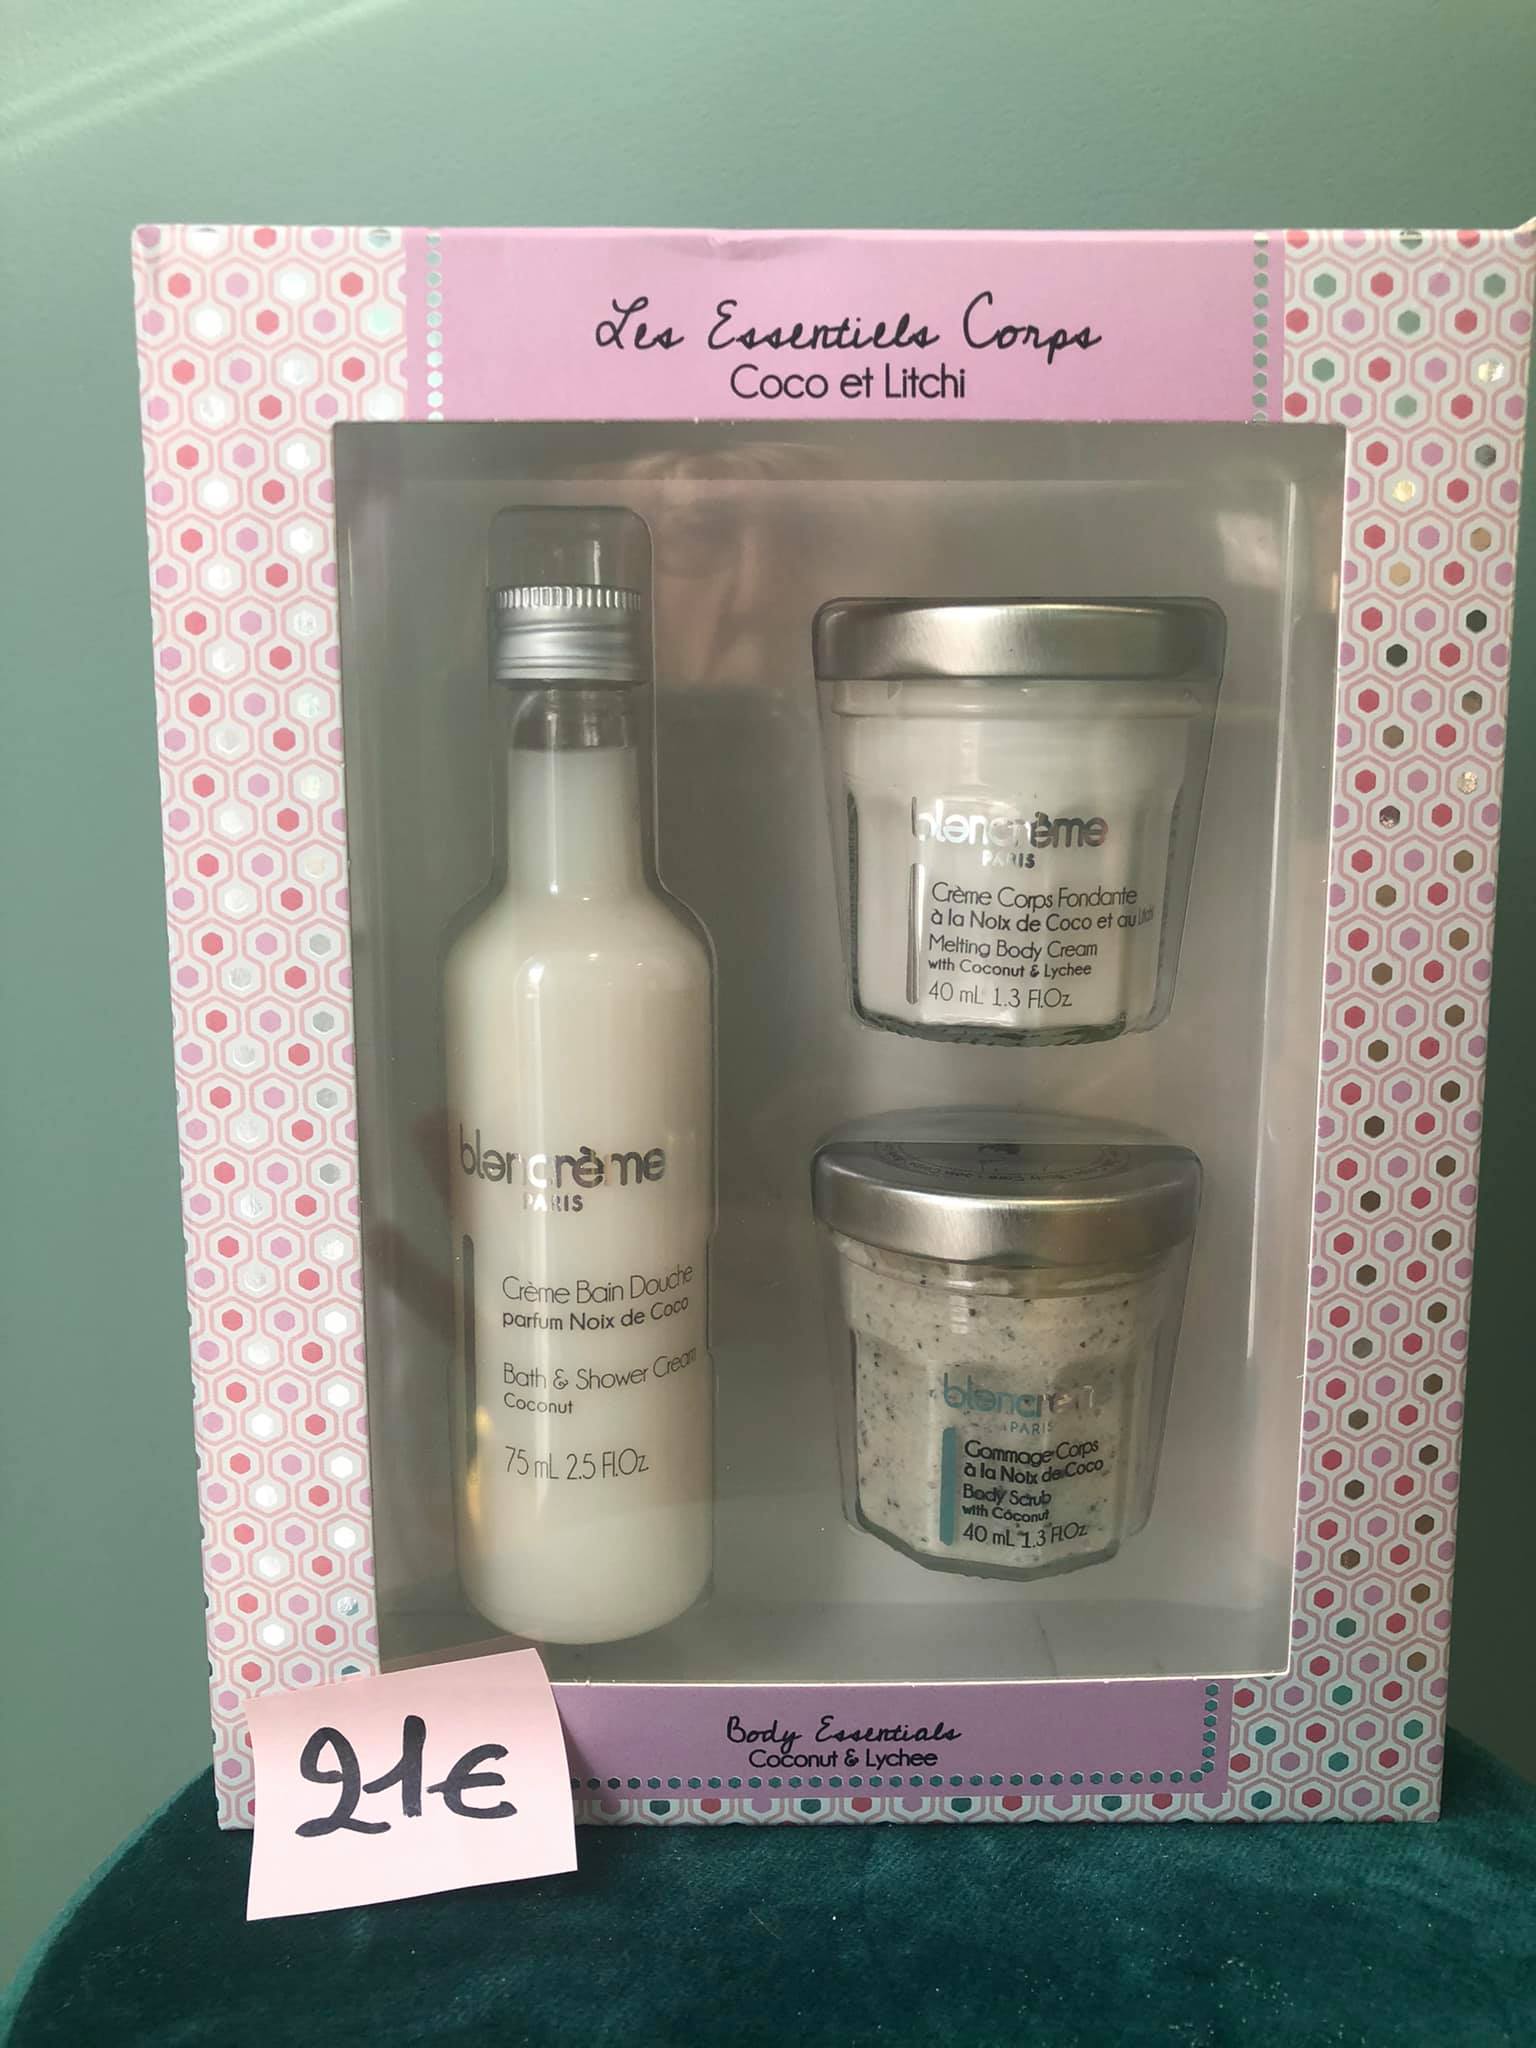 Les Essentiels Corps
Coco et Litchi
blancrème
PARIS
Crème Corps Fondante
à la Noix de Coco et au Litchi
Melting Body Cream
with Coconut & Lychee
40 mL 1.3 Fl.Oz
blancrème
PARIS
Crème Bain Douche
parfum Noix de Coco
Bath & Shower Cream
Coconut
75 mL 2.5 Fl.Oz
blancrème
PARIS
Gommage Corps
à la Noix de Coco
Body Scrub
with Coconut
40 mL 1.3 Fl.Oz
21€
Body Essentials
Coconut & Lychee